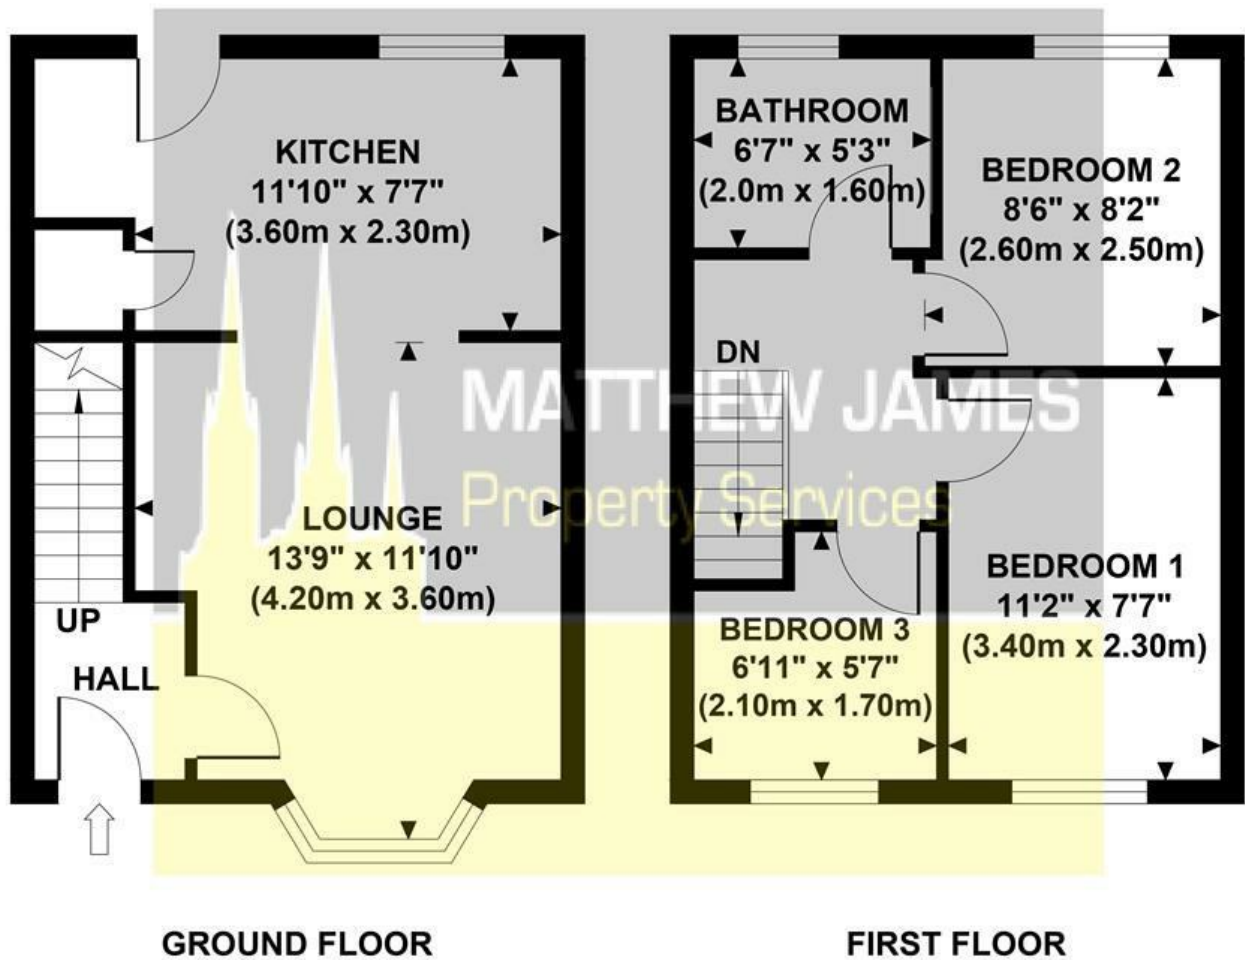 KITCHEN
11'10" x 7'7"
(3.60m x 2.30m)
LOUNGE
13'9" x 11'10"
(4.20m x 3.60m)
UP
HALL
GROUND FLOOR
BATHROOM
6'7" x 5'3"
(2.0m x 1.60m)
BEDROOM 2
8'6" x 8'2"
(2.60m x 2.50m)
DN
MATTHEW JAMES
Property Services
BEDROOM 1
11'2" x 7'7"
(3.40m x 2.30m)
BEDROOM 3
6'11" x 5'7"
(2.10m x 1.70m)
FIRST FLOOR